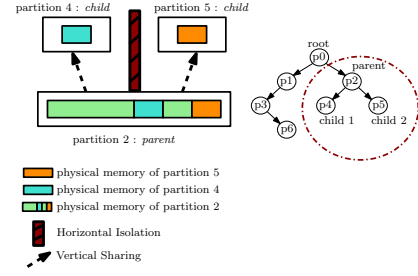 partition 4 : child
partition 5 : child
partition 2 : parent
root
p0
parent
p1
p2
p3
p4
p5
child 1
child 2
p6
physical memory of partition 5
physical memory of partition 4
physical memory of partition 2
Horizontal Isolation
Vertical Sharing